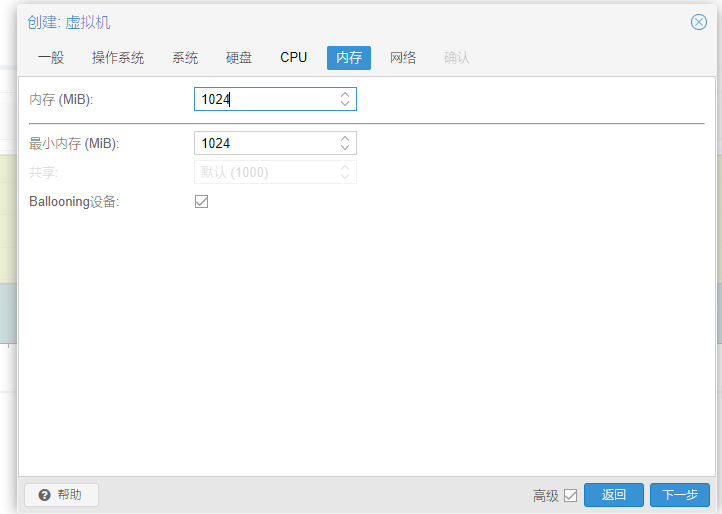 创建: 虚拟机
一般 操作系统 系统 硬盘 CPU 内存 网络 确认
内存 (MiB): 1024
最小内存 (MiB): 1024
共享: 默认 (1000)
Ballooning设备:
帮助 高级 返回 下一步